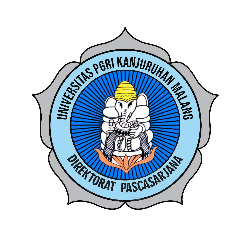 UNIVERSITAS PGRI KANJURUHAN MALANG
DIREKTORAT PASCASARJANA